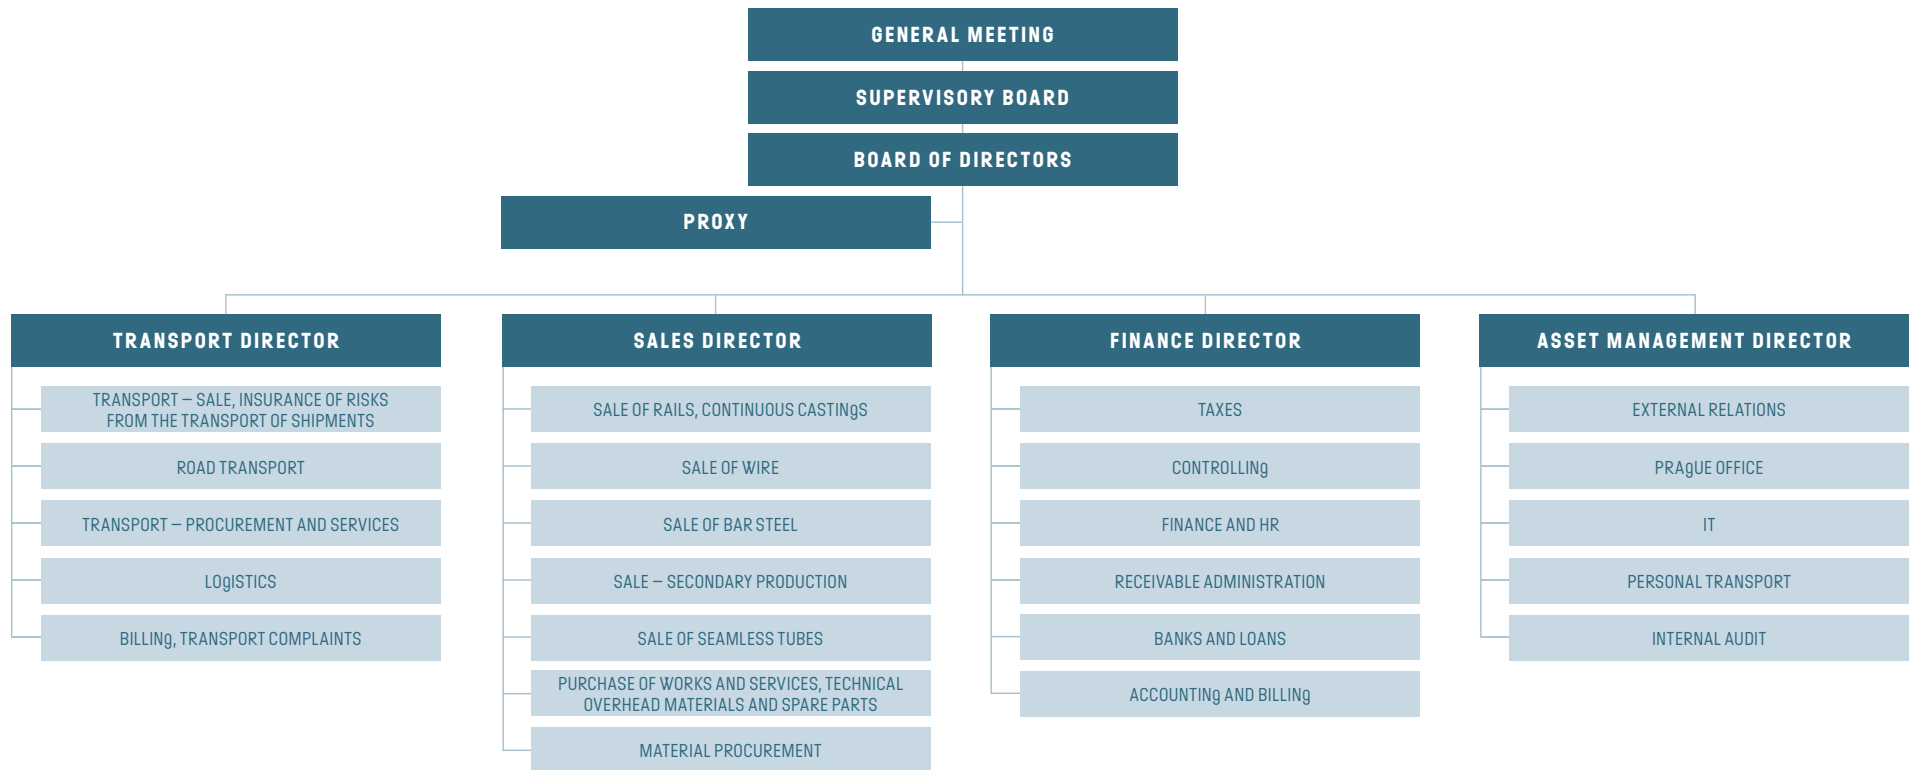 GENERAL MEETING
SUPERVISORY BOARD
BOARD OF DIRECTORS
PROXY
TRANSPORT DIRECTOR
TRANSPORT – SALE, INSURANCE OF RISKS
FROM THE TRANSPORT OF SHIPMENTS
ROAD TRANSPORT
TRANSPORT – PROCUREMENT AND SERVICES
LOgISTICS
BILLINg, TRANSPORT COMPLAINTS
SALES DIRECTOR
SALE OF RAILS, CONTINUOUS CASTINgS
SALE OF WIRE
SALE OF BAR STEEL
SALE – SECONDARY PRODUCTION
SALE OF SEAMLESS TUBES
PURCHASE OF WORKS AND SERVICES, TECHNICAL
OVERHEAD MATERIALS AND SPARE PARTS
MATERIAL PROCUREMENT
FINANCE DIRECTOR
TAXES
CONTROLLINg
FINANCE AND HR
RECEIVABLE ADMINISTRATION
BANKS AND LOANS
ACCOUNTINg AND BILLINg
ASSET MANAGEMENT DIRECTOR
EXTERNAL RELATIONS
PRAgUE OFFICE
IT
PERSONAL TRANSPORT
INTERNAL AUDIT